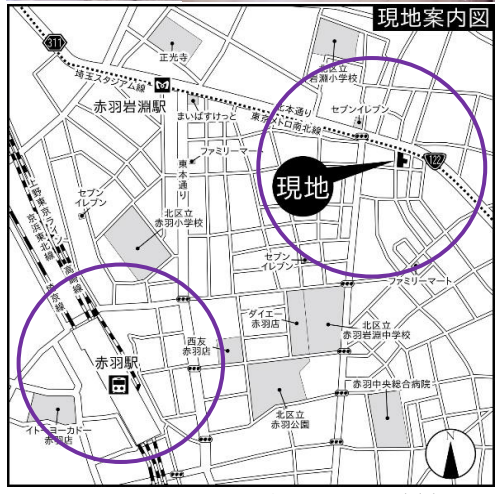 現地案内図
311
正光寺
北区立
岩淵小学校
埼玉スタジアム線
赤羽岩淵駅
まいばすけっと
北本通り
東京メトロ南北線
セブンイレブン
122
東本通り
ファミリーマート
現地
セブン
イレブン
北区立
赤羽小学校
上野東京ライン
京浜東北線
高崎線
埼京線
セブン
イレブン
ファミリーマート
ダイエー
赤羽店
北区立
赤羽岩淵中学校
西友
赤羽店
赤羽駅
赤羽中央総合病院
北区立
赤羽公園
イトーヨーカドー
赤羽店
N